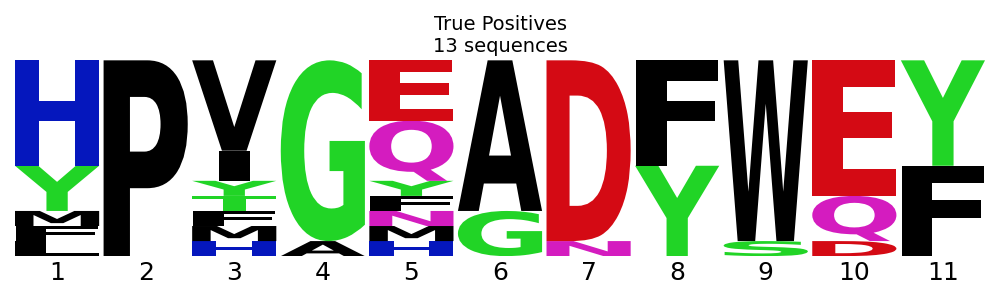 True Positives
13 sequences
H P V G E A D F W E Y
Y I A Q G N Y S Q F
M Y Y D
F T F
E F N
M M
H H
1 2 3 4 5 6 7 8 9 10 11